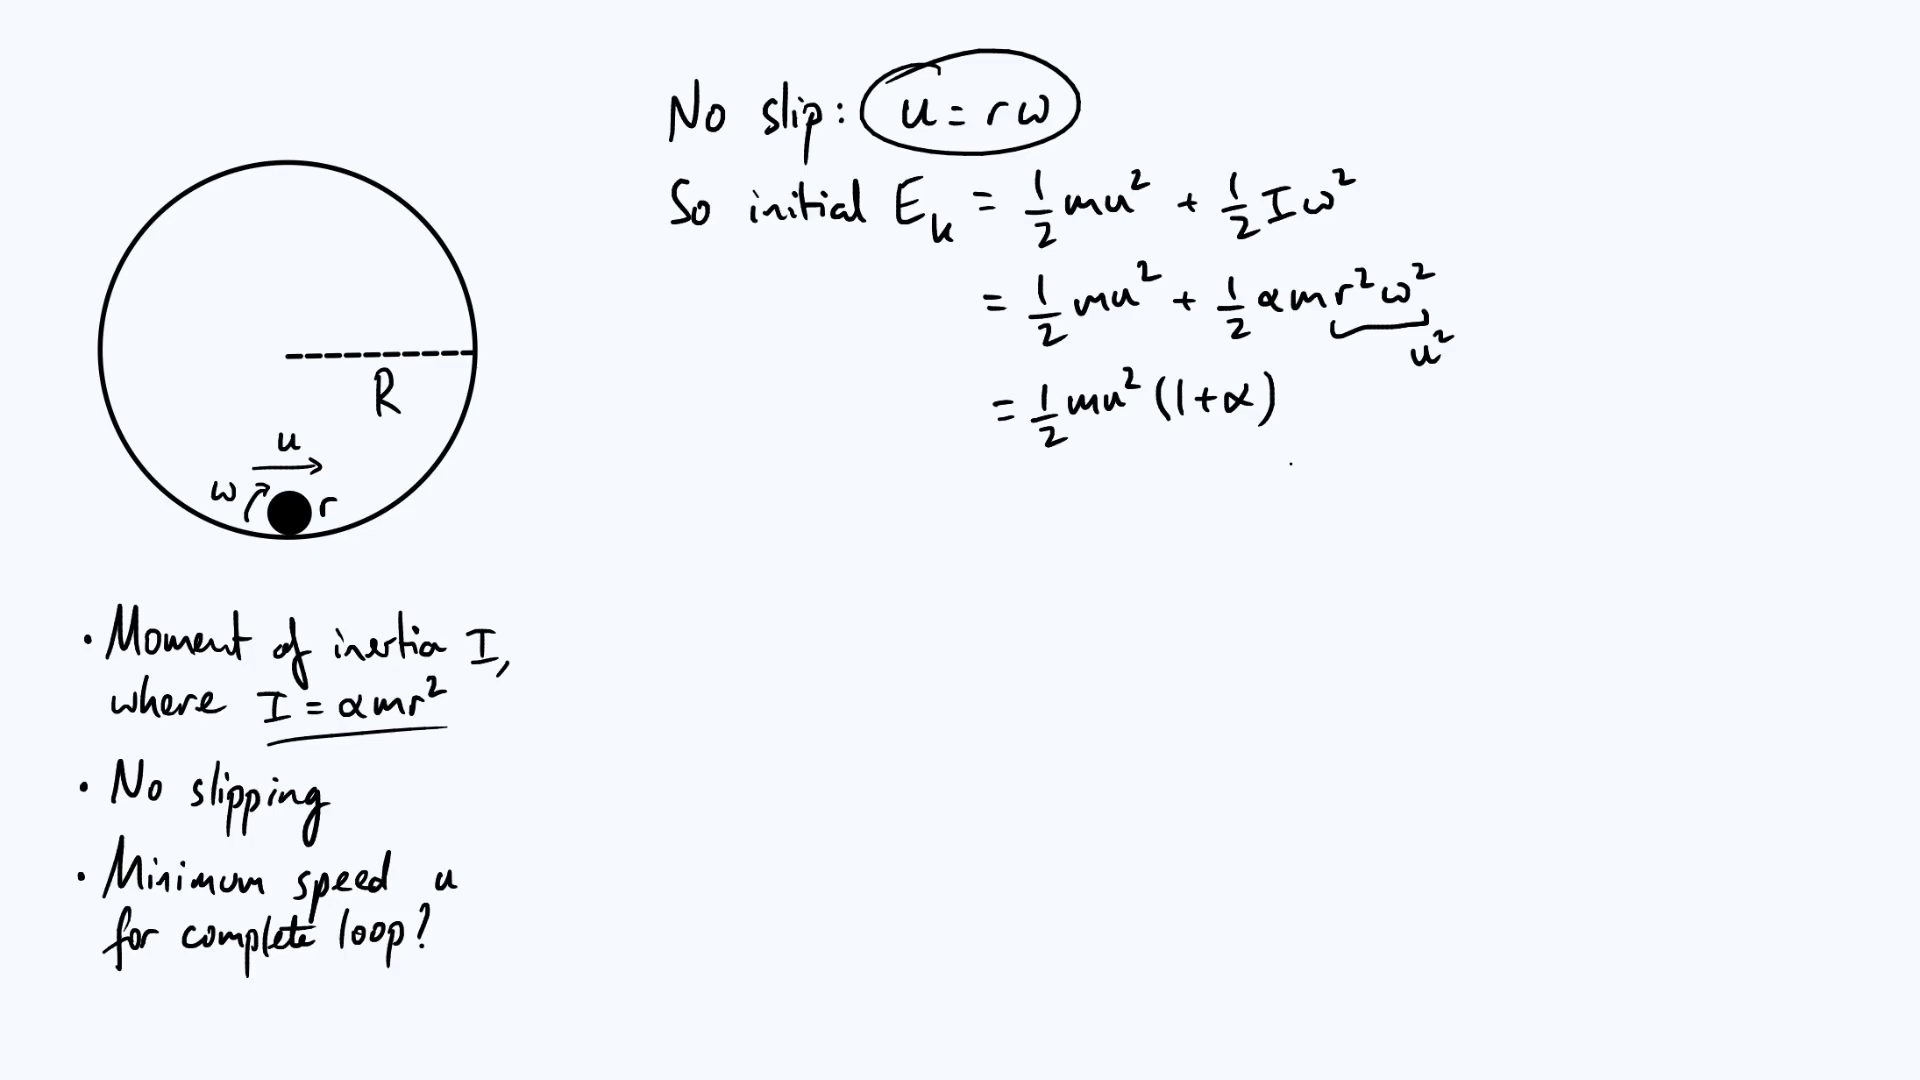 No slip: u = rω
So initial E_k = 1/2 mu² + 1/2 Iω²
= 1/2 mu² + 1/2 αmr²ω²
u²
= 1/2 mu² (1+α)
R
u
ω
r
• Moment of inertia I,
where I = αmr²
• No slipping
• Minimum speed u
for complete loop?